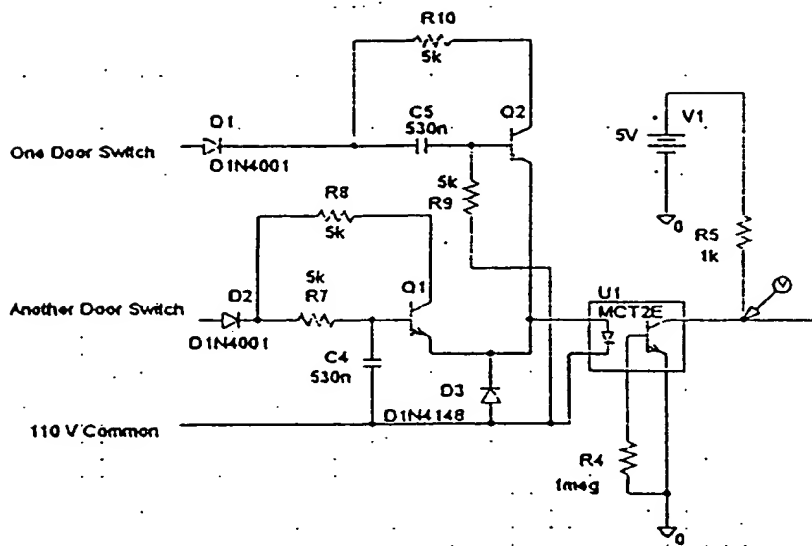 R10
5k
D1
C5
530n
Q2
V1
5V
One Door Switch
D1N4001
5k
R9
R8
5k
0
R5
1k
5k
R7
D2
Q1
U1
MCT2E
V
Another Door Switch
D1N4001
C4
530n
D3
D1N4148
110 V Common
R4
1meg
0